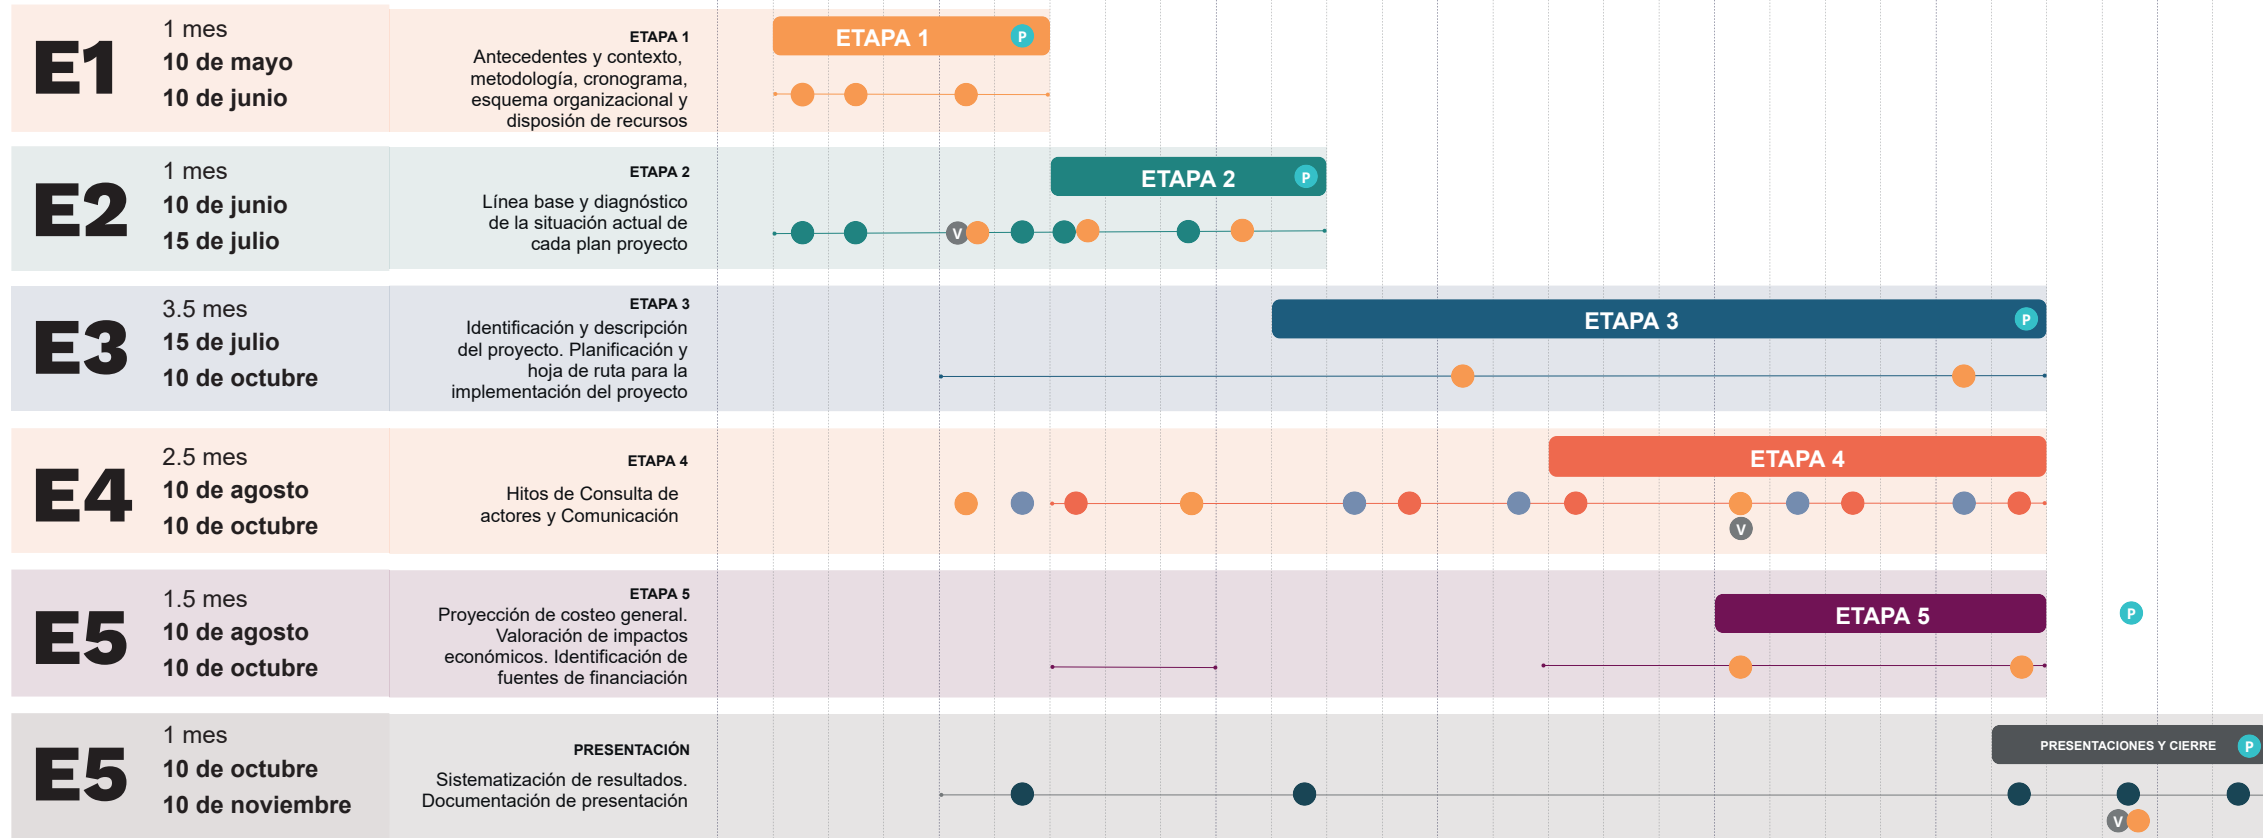 E1
1 mes
10 de mayo
10 de junio
ETAPA 1
Antecedentes y contexto,
metodología, cronograma,
esquema organizacional y
disposión de recursos
ETAPA 1
P
E2
1 mes
10 de junio
15 de julio
ETAPA 2
Línea base y diagnóstico
de la situación actual de
cada plan proyecto
ETAPA 2
P
V
E3
3.5 mes
15 de julio
10 de octubre
ETAPA 3
Identificación y descripción
del proyecto. Planificación y
hoja de ruta para la
implementación del proyecto
ETAPA 3
P
E4
2.5 mes
10 de agosto
10 de octubre
ETAPA 4
Hitos de Consulta de
actores y Comunicación
ETAPA 4
V
E5
1.5 mes
10 de agosto
10 de octubre
ETAPA 5
Proyección de costeo general.
Valoración de impactos
económicos. Identificación de
fuentes de financiación
ETAPA 5
P
E5
1 mes
10 de octubre
10 de noviembre
PRESENTACIÓN
Sistematización de resultados.
Documentación de presentación
PRESENTACIONES Y CIERRE
P
V